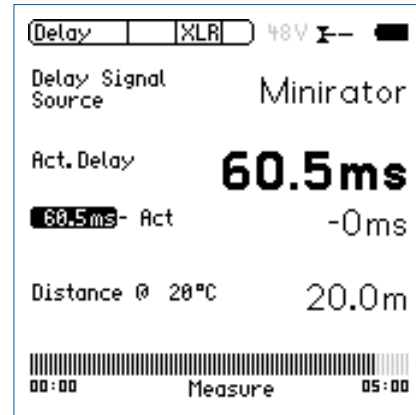 Delay XLR 48V
Delay Signal
Source
Minirator
Act.Delay 60.5ms
60.5ms - Act -0ms
Distance @ 20°C 20.0m
00:00 Measure 05:00